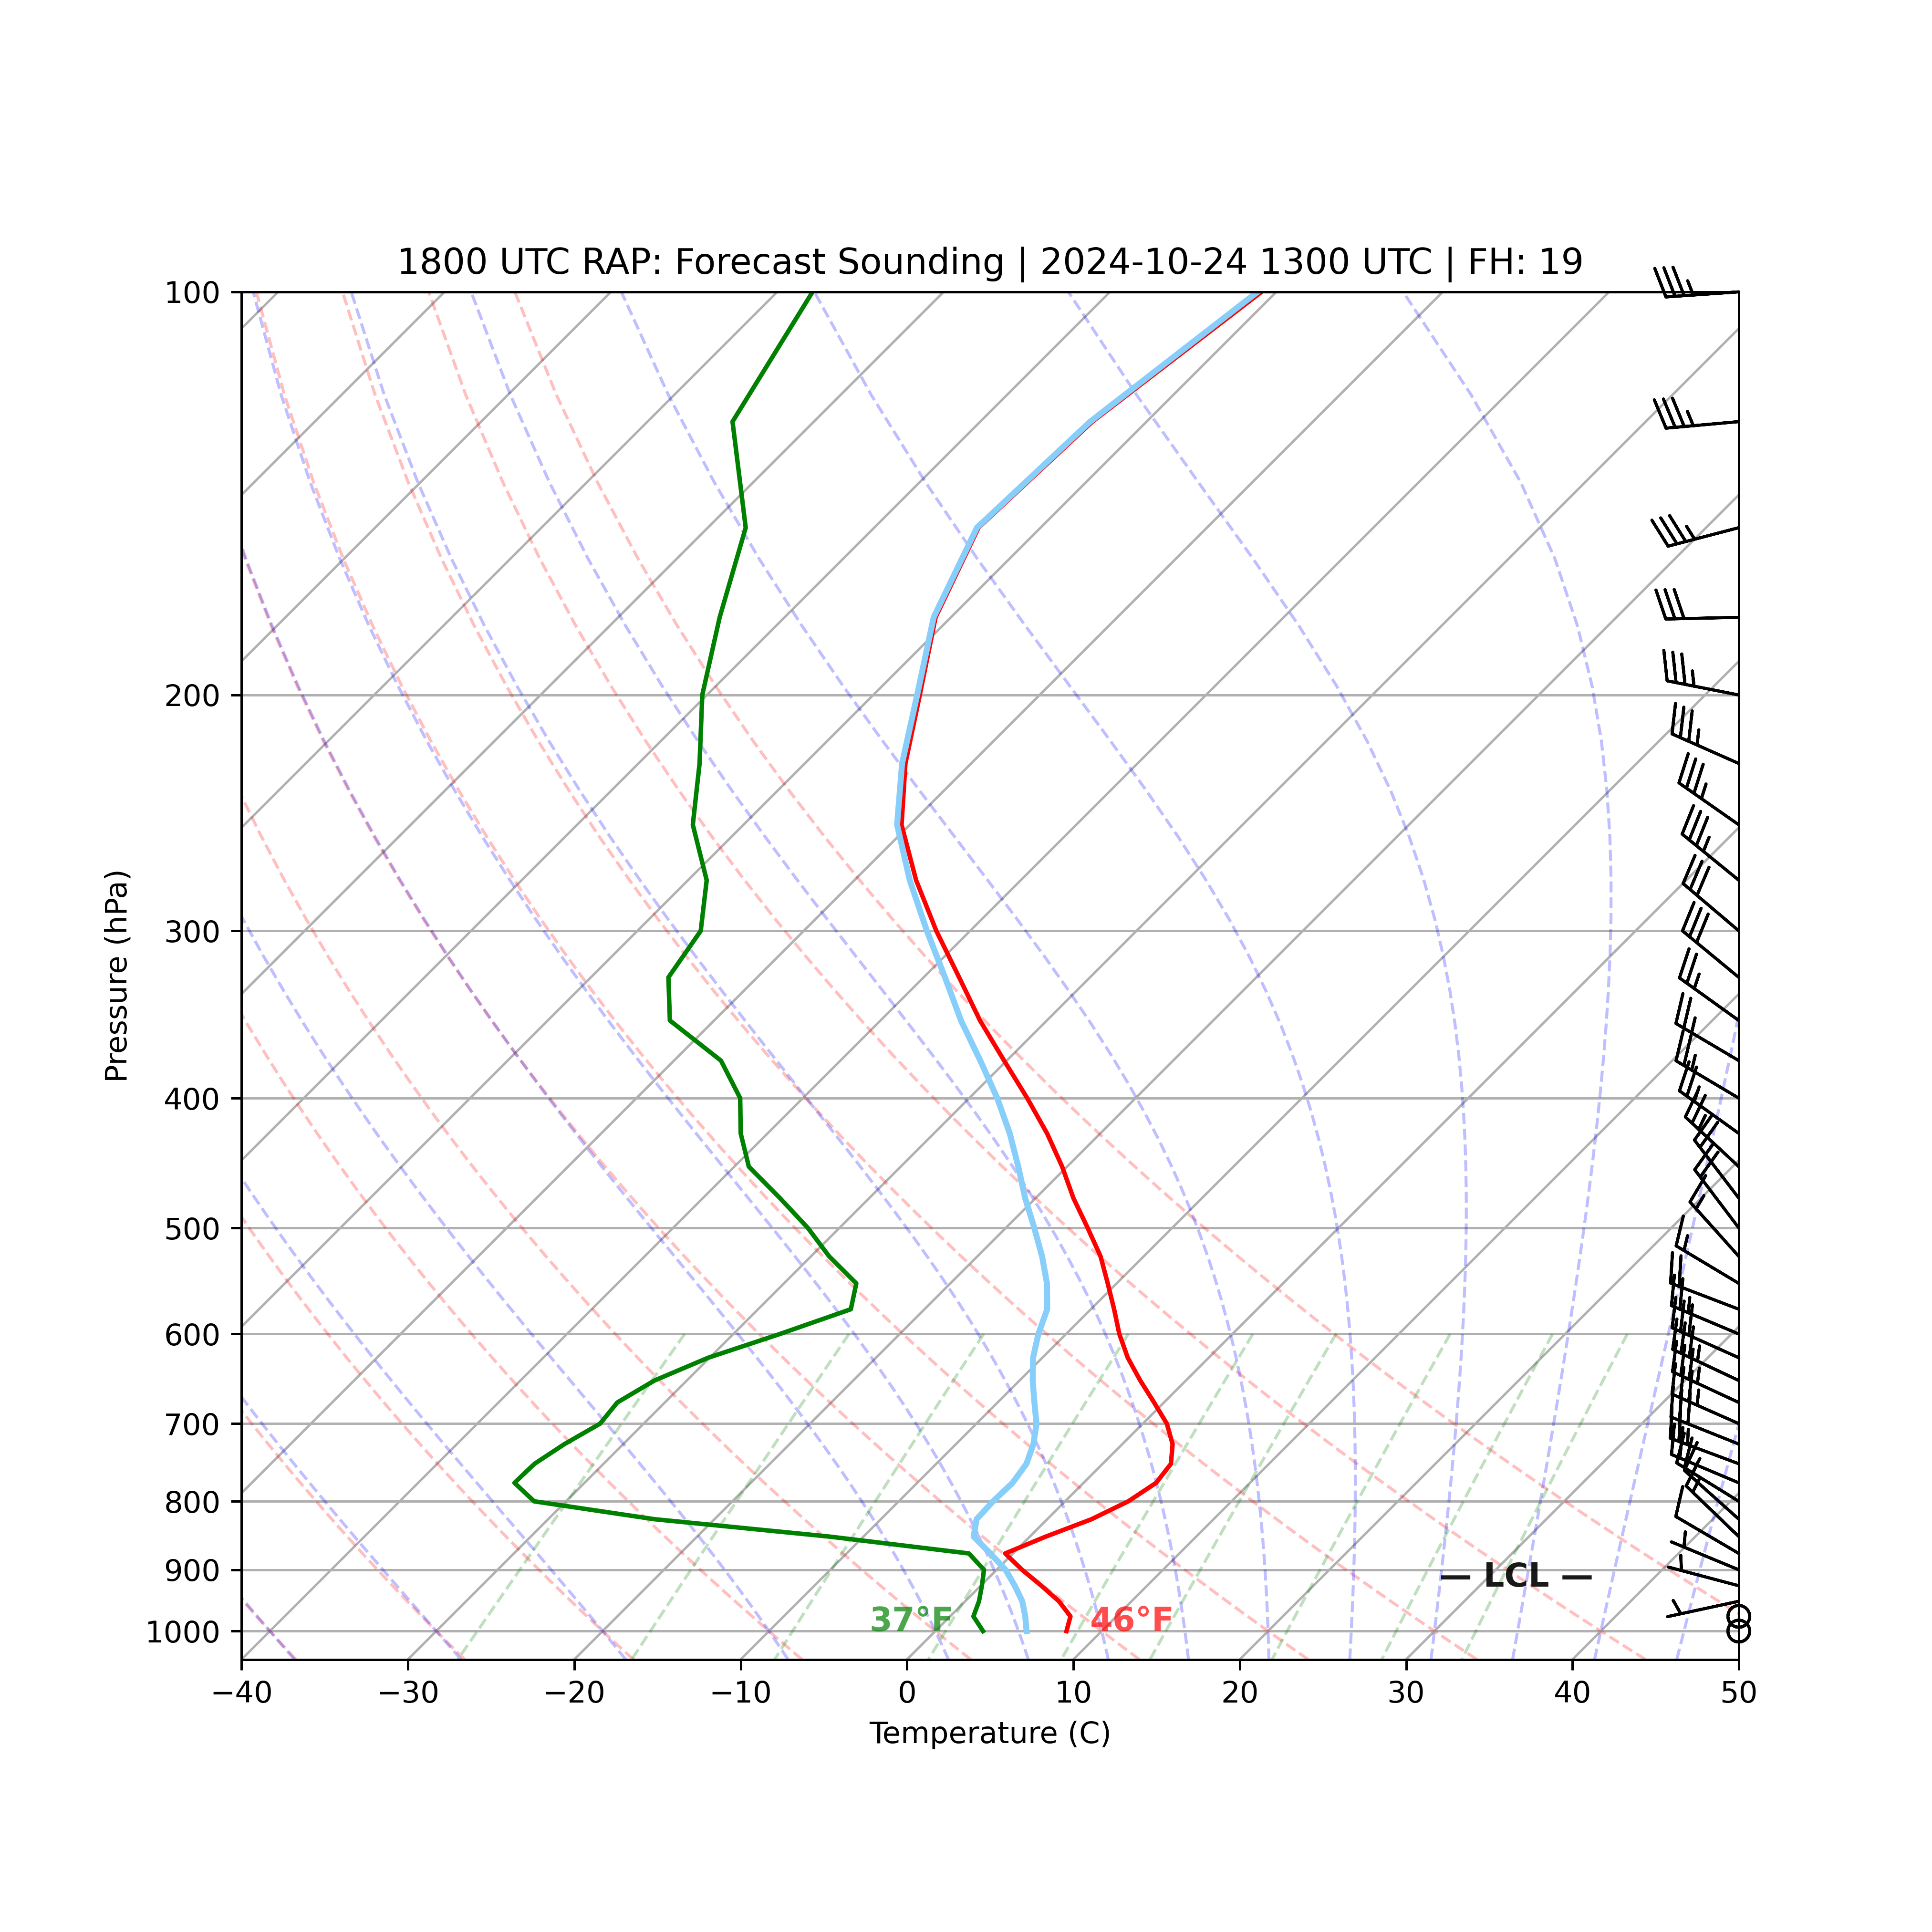 1800 UTC RAP: Forecast Sounding | 2024-10-24 1300 UTC | FH: 19
100
200
300
400
500
600
700
800
900
1000
Pressure (hPa)
— LCL —
37°F
46°F
−40 −30 −20 −10 0 10 20 30 40 50
Temperature (C)